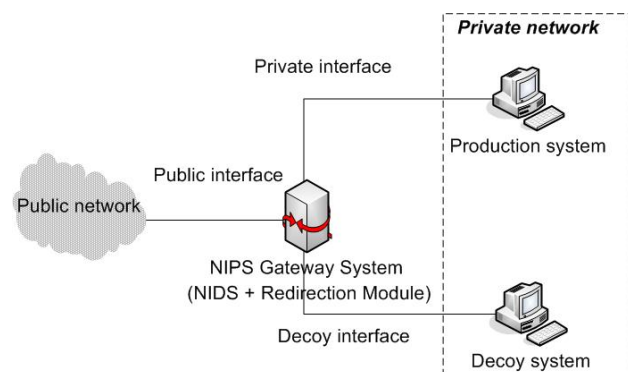 Private network
Private interface
Production system
Public interface
Public network
NIPS Gateway System
(NIDS + Redirection Module)
Decoy interface
Decoy system